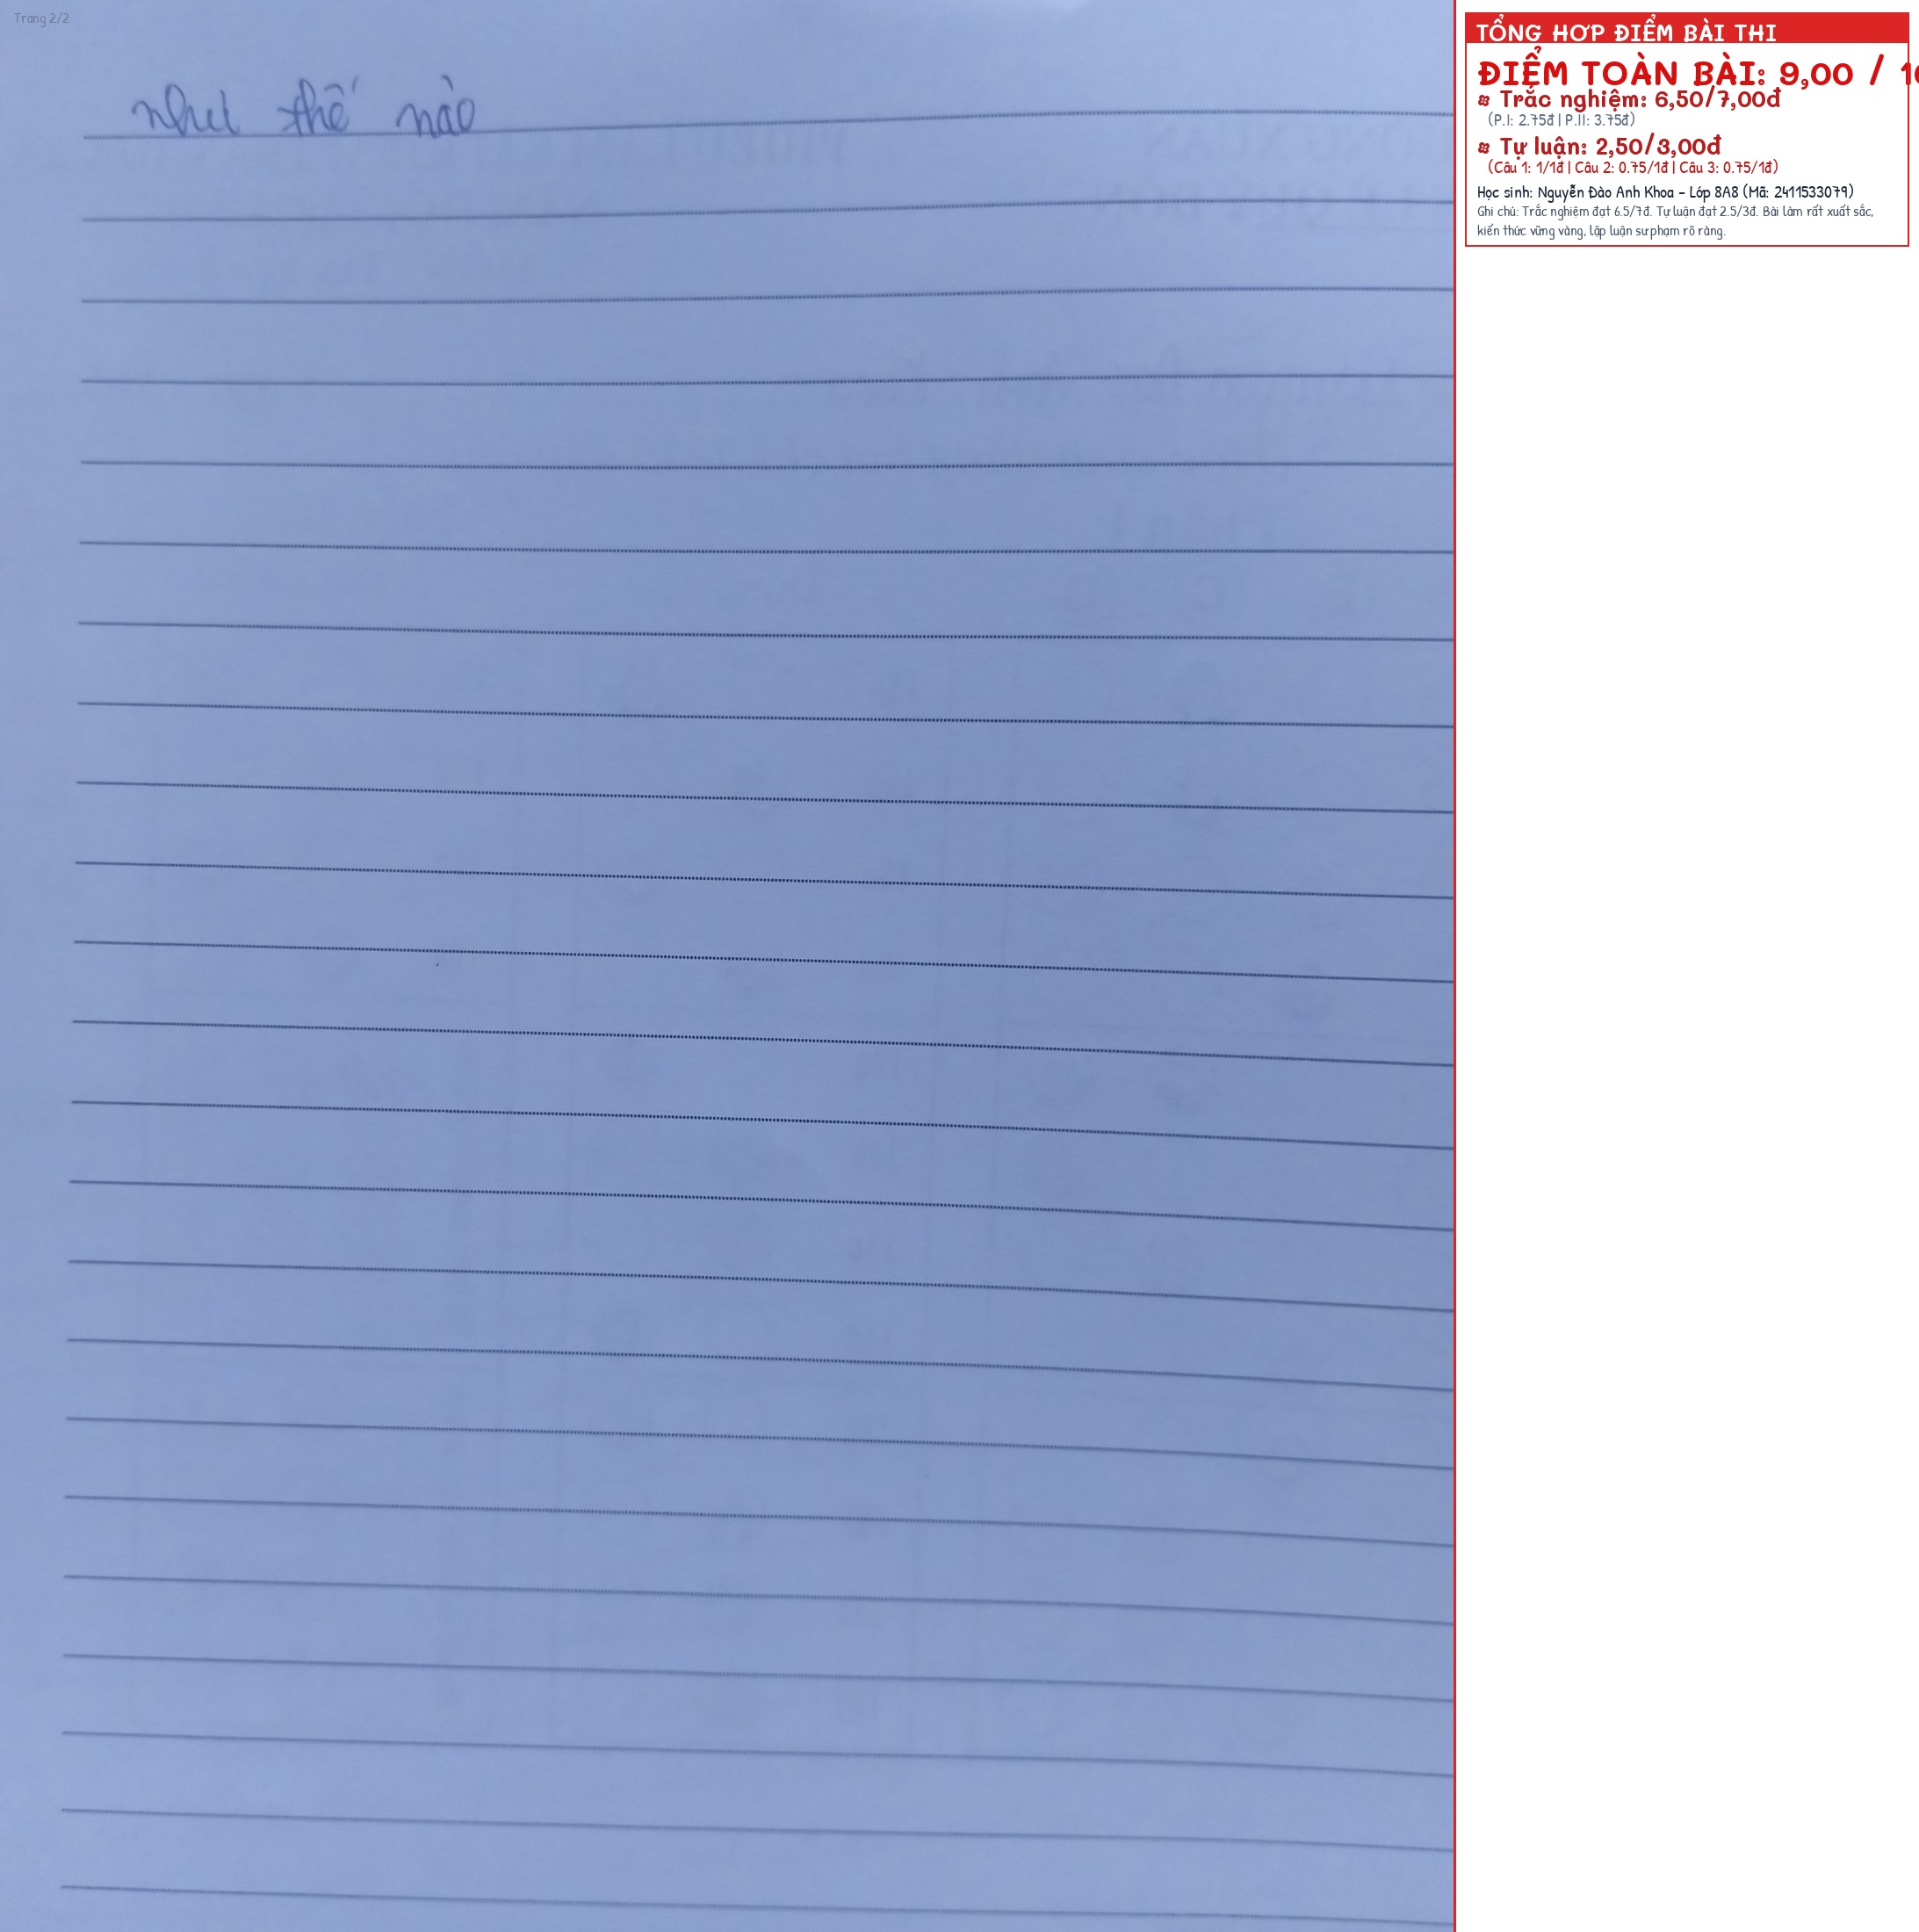 Trang 2/2
như thế nào
TỔNG HỢP ĐIỂM BÀI THI
ĐIỂM TOÀN BÀI: 9,00 / 10
Trắc nghiệm: 6,50/7,00đ
(P.I: 2.75đ | P.II: 3.75đ)
Tự luận: 2,50/3,00đ
(Câu 1: 1/1đ | Câu 2: 0.75/1đ | Câu 3: 0.75/1đ)
Học sinh: Nguyễn Đào Anh Khoa - Lớp 8A8 (Mã: 2411533079)
Ghi chú: Trắc nghiệm đạt 6.5/7đ. Tự luận đạt 2.5/3đ. Bài làm rất xuất sắc,
kiến thức vững vàng, lập luận sư phạm rõ ràng.